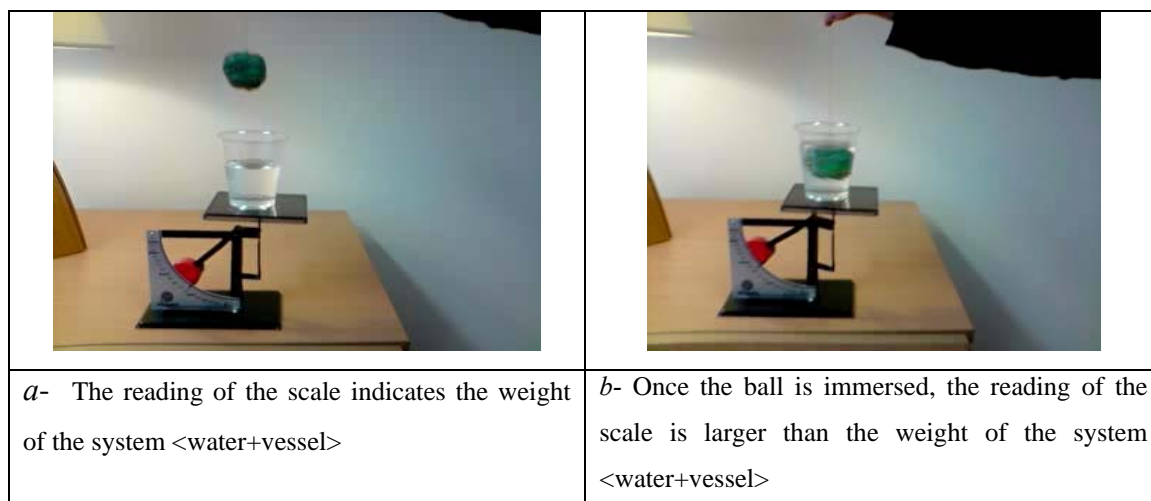 a- The reading of the scale indicates the weight
of the system <water+vessel>
b- Once the ball is immersed, the reading of the
scale is larger than the weight of the system
<water+vessel>